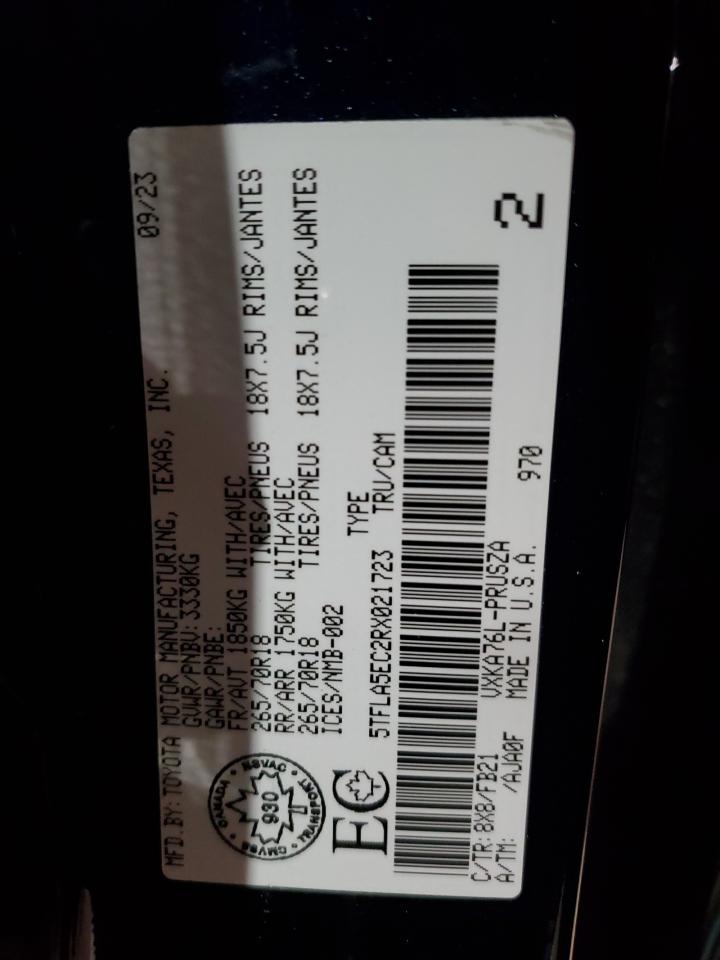 MFD.BY: TOYOTA MOTOR MANUFACTURING, TEXAS, INC. 09/23
GVWR/PNBV: 3330KG
GAWR/PNBE:
FR/AVT 1850KG WITH/AVEC
265/70R18 TIRES/PNEUS 18X7.5J RIMS/JANTES
RR/ARR 1750KG WITH/AVEC
265/70R18 TIRES/PNEUS 18X7.5J RIMS/JANTES
ICES/NMB-002
TYPE
5TFLA5EC2RX021723 TRU/CAM
CANADA · NSVAC · TRANSPORT · CMVSS
930
EC
C/TR: 8X8/FB21 VXKA76L-PRUSZA
A/TM: /AJA0F MADE IN U.S.A. 970
2